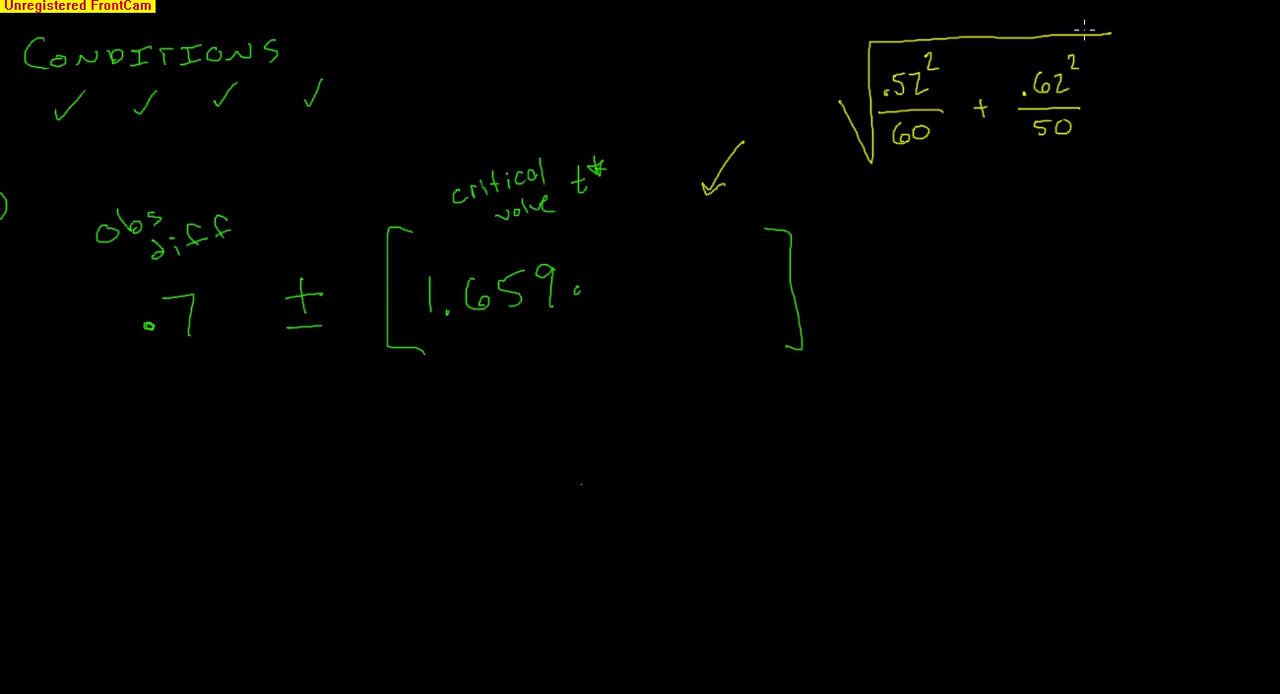 Unregistered FrontCam
CONDITIONS
✓ ✓ ✓ ✓
√(.52²/60 + .62²/50)
)
obs diff
critical value t*
.7 ± [1.659· ]